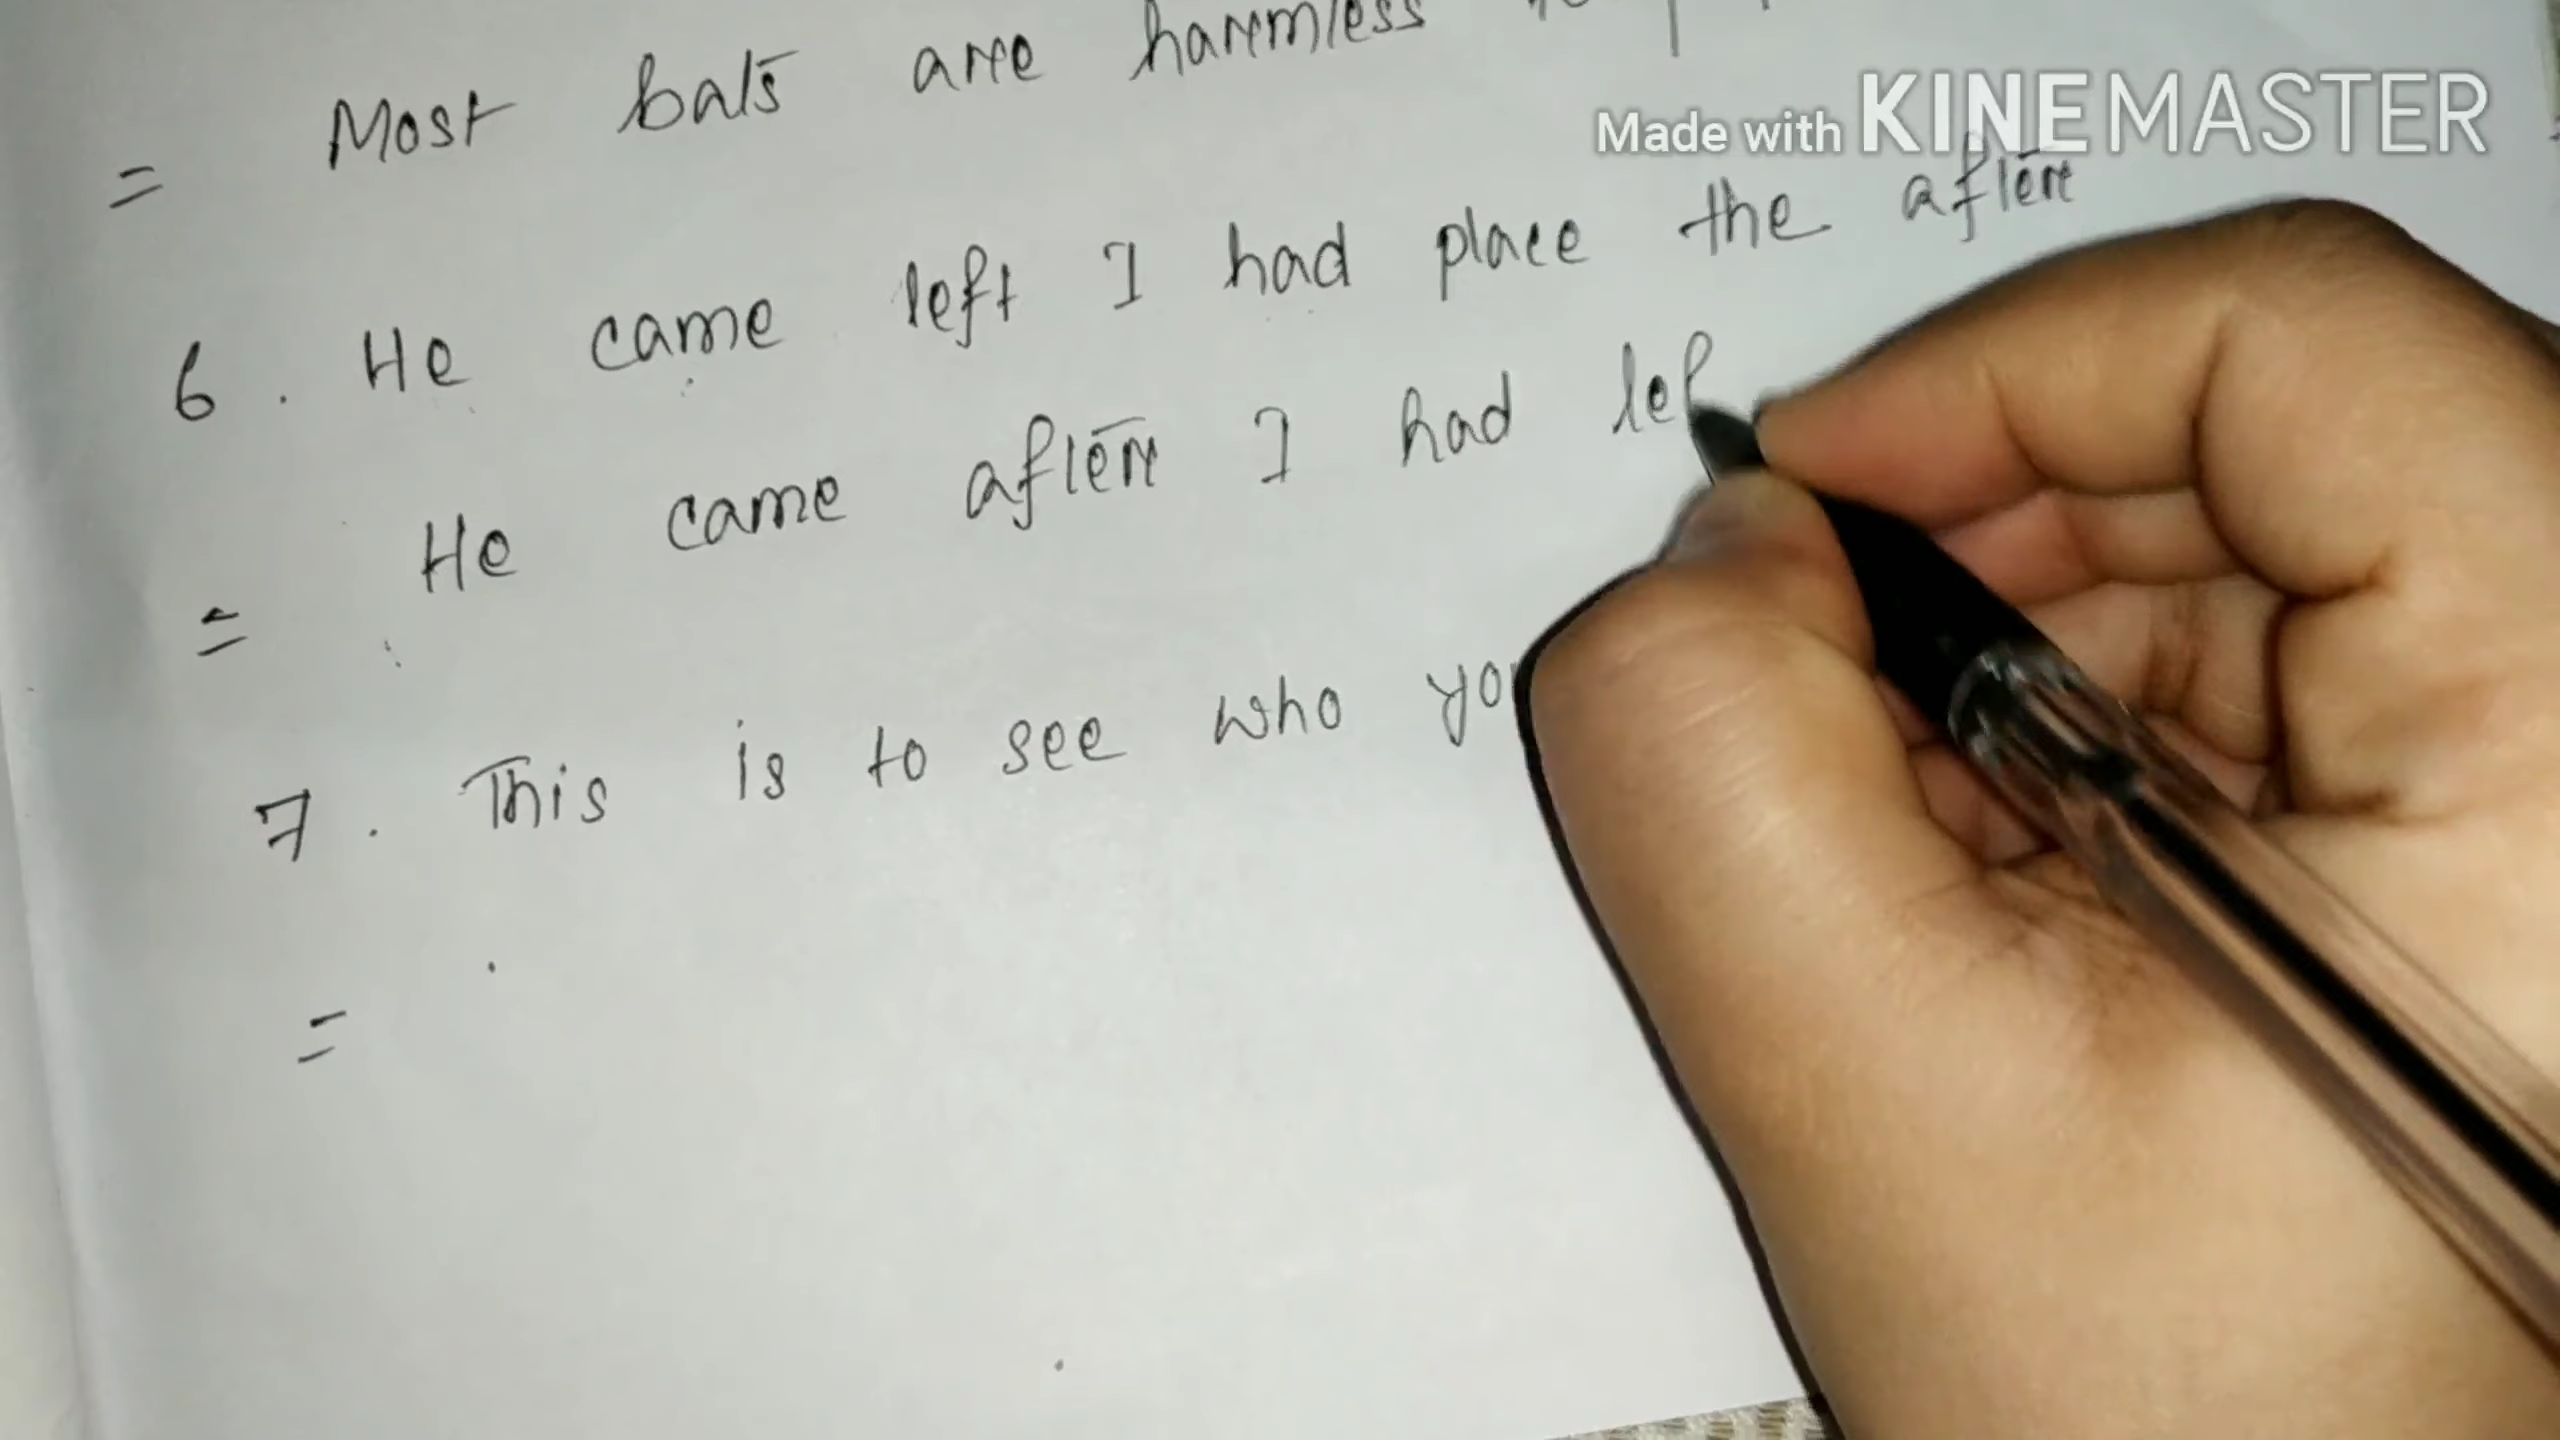 = Most bats are harmless
Made with KINEMASTER
6. He came left I had place the after
= He came after I had lef
7. This is to see who yo
=